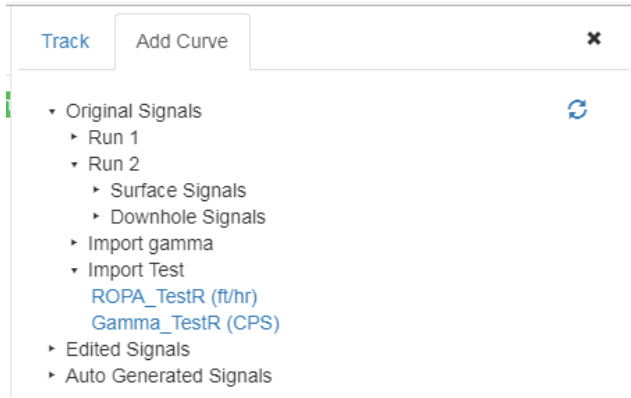 Track Add Curve
Original Signals
Run 1
Run 2
Surface Signals
Downhole Signals
Import gamma
Import Test
ROPA_TestR (ft/hr)
Gamma_TestR (CPS)
Edited Signals
Auto Generated Signals